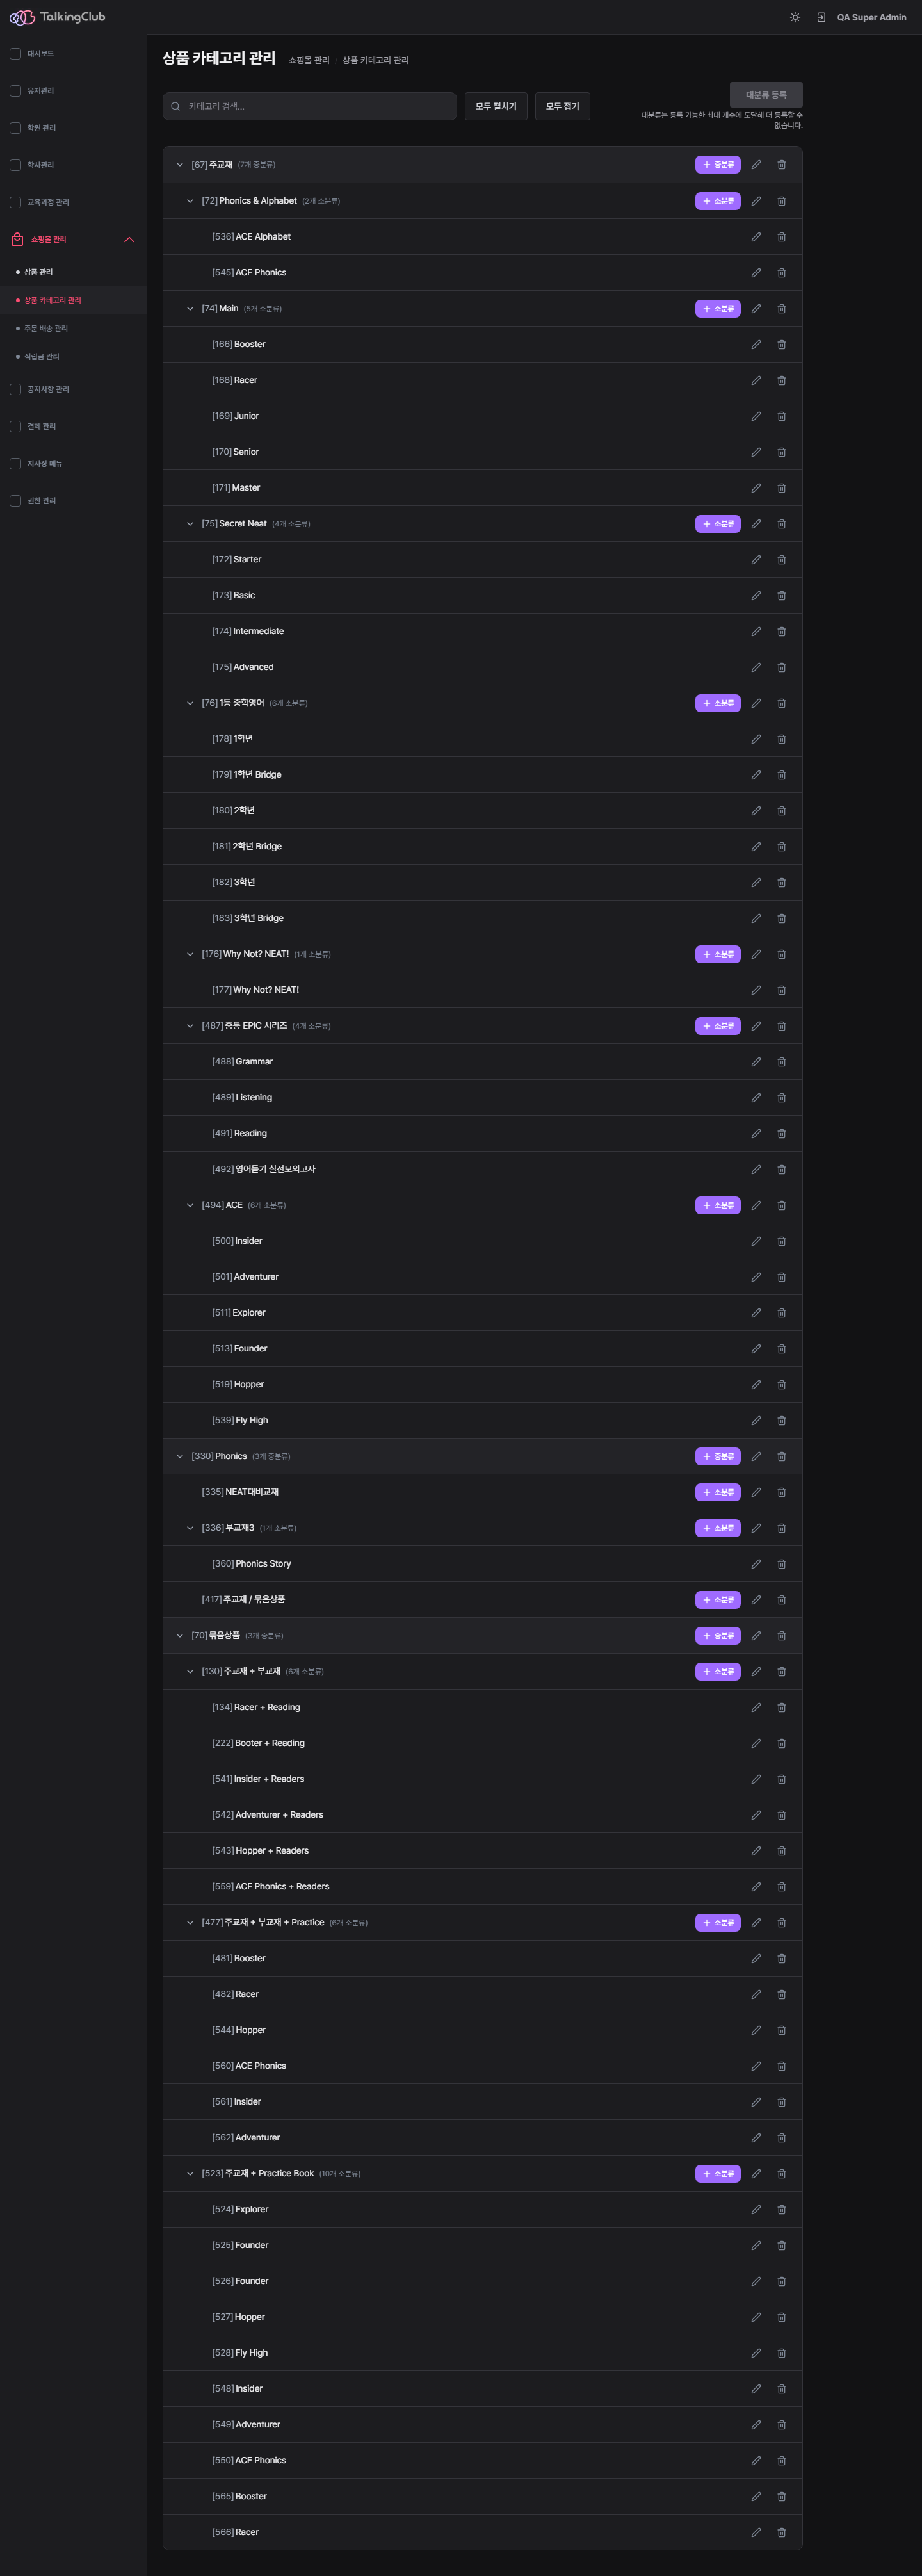 TalkingClub
QA Super Admin
대시보드
유저관리
학원 관리
학사관리
교육과정 관리
쇼핑몰 관리
상품 관리
상품 카테고리 관리
주문 배송 관리
적립금 관리
공지사항 관리
결제 관리
지사장 메뉴
권한 관리
상품 카테고리 관리 쇼핑몰 관리 / 상품 카테고리 관리
카테고리 검색... 모두 펼치기 모두 접기 대분류 등록
대분류는 등록 가능한 최대 개수에 도달해 더 등록할 수
없습니다.
[67] 주교재 (7개 중분류) + 중분류
[72] Phonics & Alphabet (2개 소분류) + 소분류
[536] ACE Alphabet
[545] ACE Phonics
[74] Main (5개 소분류) + 소분류
[166] Booster
[168] Racer
[169] Junior
[170] Senior
[171] Master
[75] Secret Neat (4개 소분류) + 소분류
[172] Starter
[173] Basic
[174] Intermediate
[175] Advanced
[76] 1등 중학영어 (6개 소분류) + 소분류
[178] 1학년
[179] 1학년 Bridge
[180] 2학년
[181] 2학년 Bridge
[182] 3학년
[183] 3학년 Bridge
[176] Why Not? NEAT! (1개 소분류) + 소분류
[177] Why Not? NEAT!
[487] 중등 EPIC 시리즈 (4개 소분류) + 소분류
[488] Grammar
[489] Listening
[491] Reading
[492] 영어듣기 실전모의고사
[494] ACE (6개 소분류) + 소분류
[500] Insider
[501] Adventurer
[511] Explorer
[513] Founder
[519] Hopper
[539] Fly High
[330] Phonics (3개 중분류) + 중분류
[335] NEAT대비교재 + 소분류
[336] 부교재3 (1개 소분류) + 소분류
[360] Phonics Story
[417] 주교재 / 묶음상품 + 소분류
[70] 묶음상품 (3개 중분류) + 중분류
[130] 주교재 + 부교재 (6개 소분류) + 소분류
[134] Racer + Reading
[222] Booter + Reading
[541] Insider + Readers
[542] Adventurer + Readers
[543] Hopper + Readers
[559] ACE Phonics + Readers
[477] 주교재 + 부교재 + Practice (6개 소분류) + 소분류
[481] Booster
[482] Racer
[544] Hopper
[560] ACE Phonics
[561] Insider
[562] Adventurer
[523] 주교재 + Practice Book (10개 소분류) + 소분류
[524] Explorer
[525] Founder
[526] Founder
[527] Hopper
[528] Fly High
[548] Insider
[549] Adventurer
[550] ACE Phonics
[565] Booster
[566] Racer